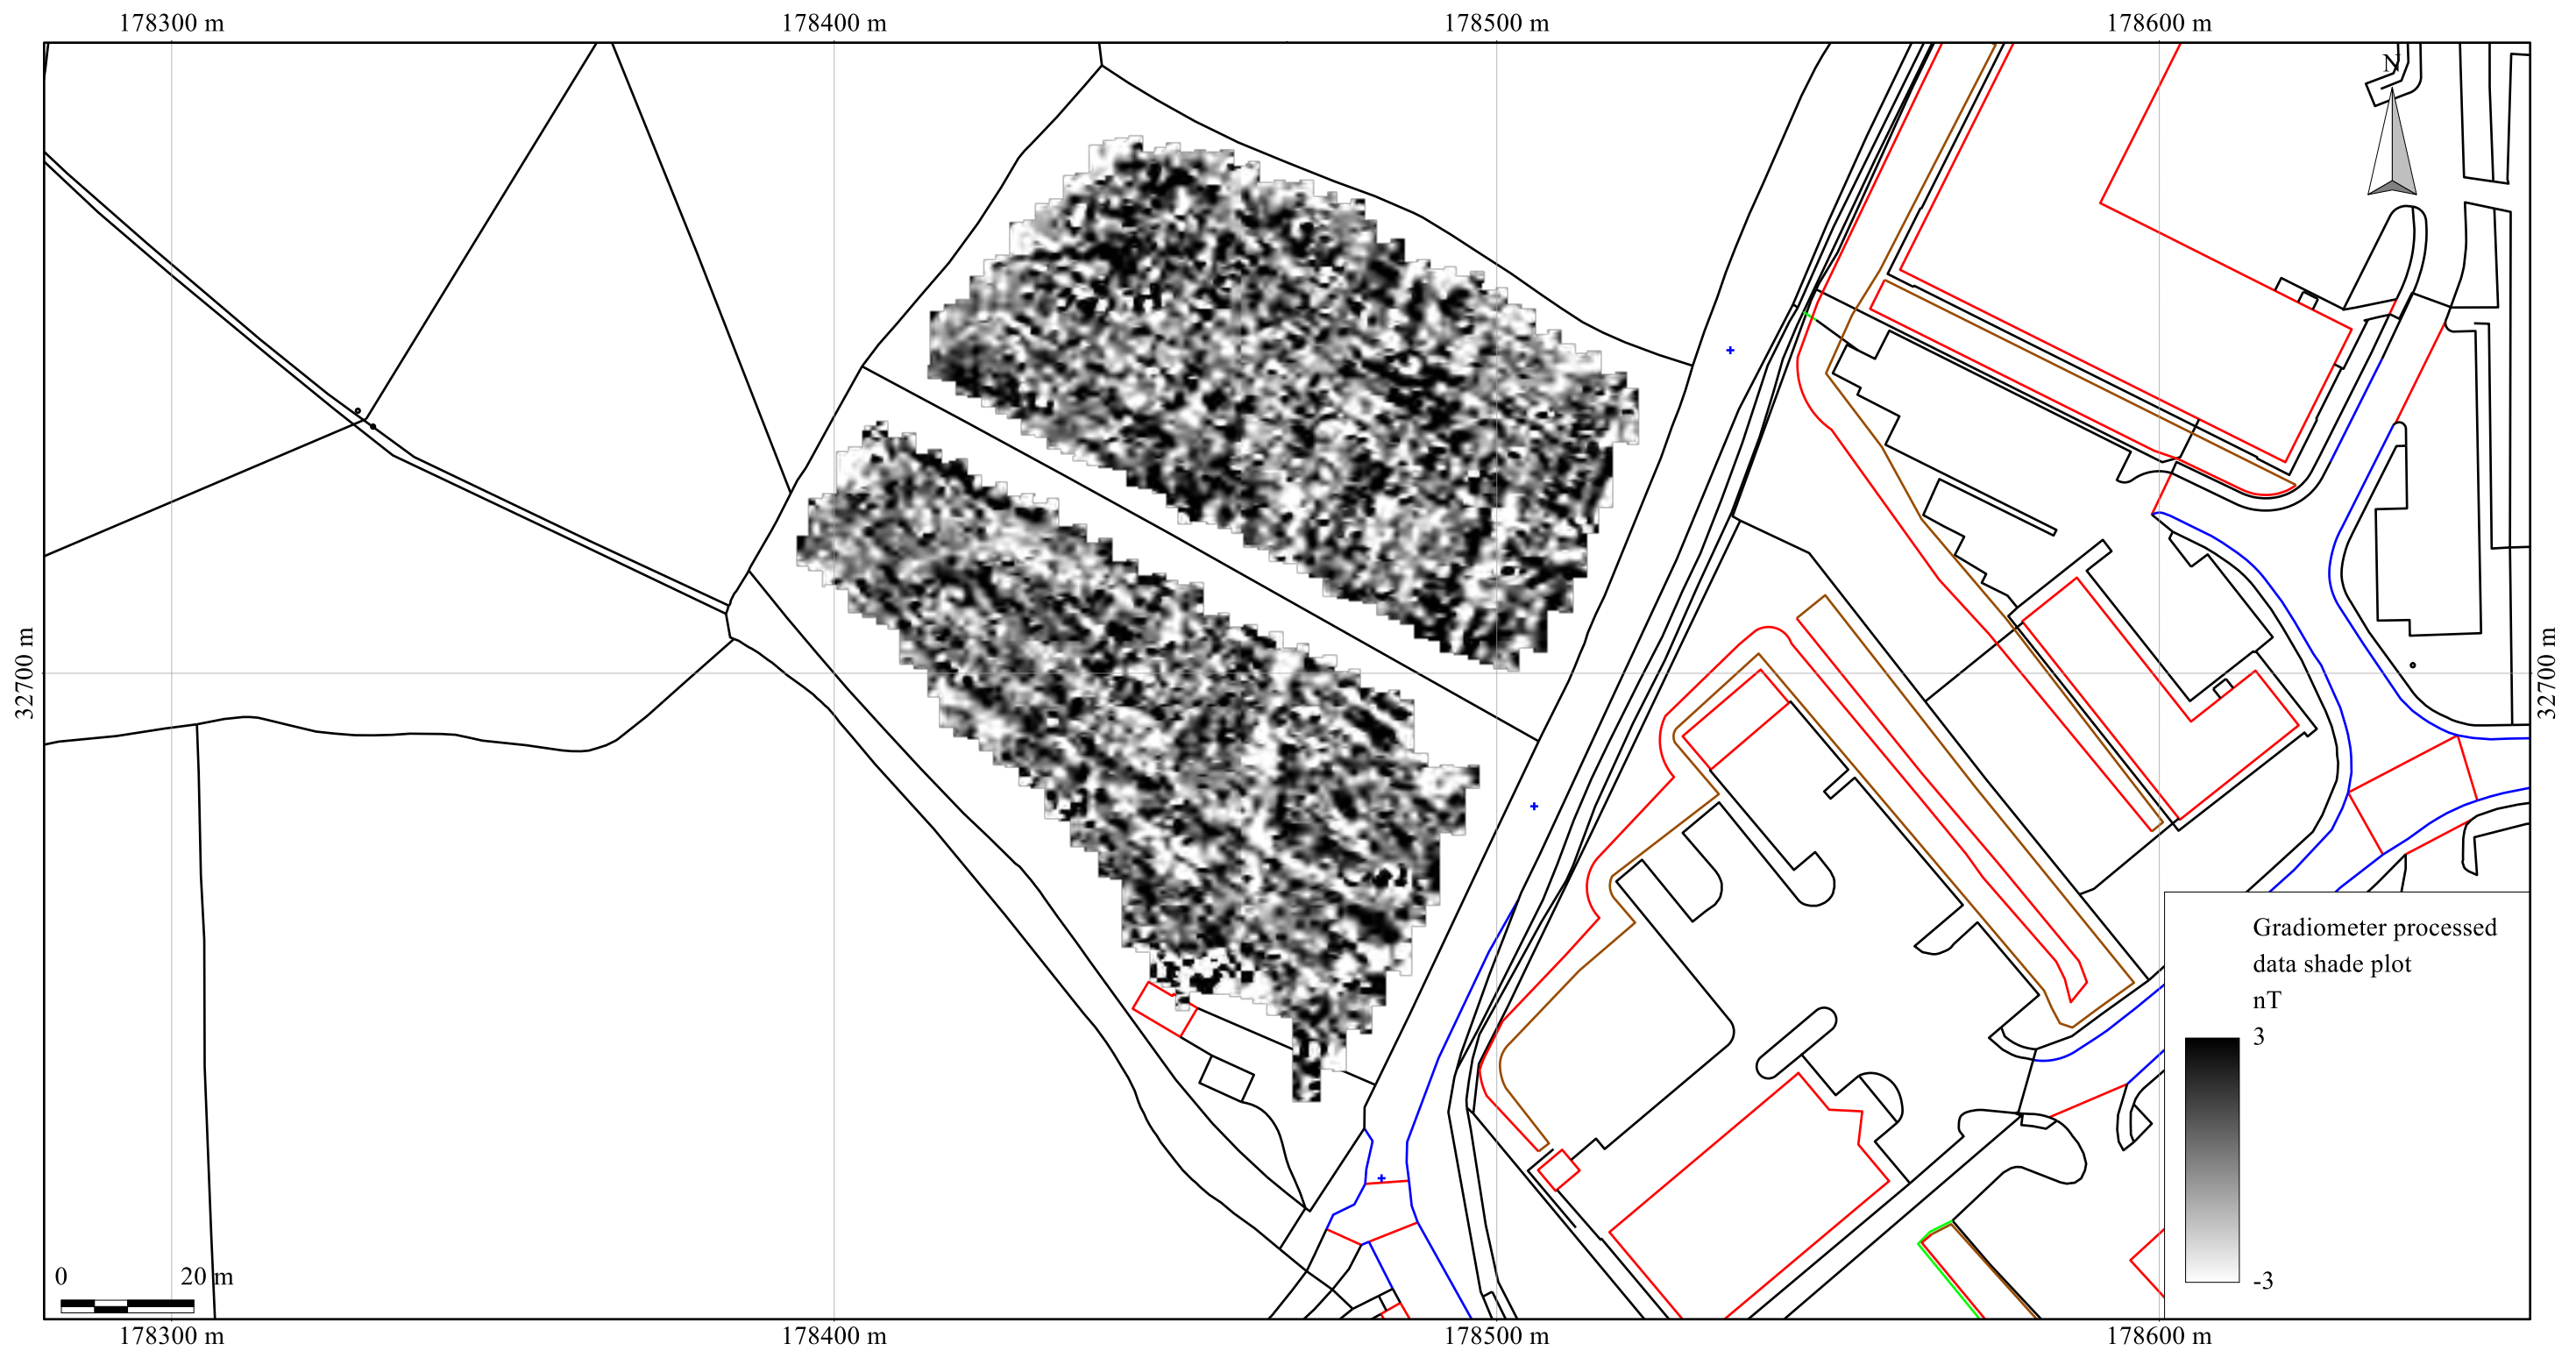 178300 m
178400 m
178500 m
178600 m
N
32700 m
32700 m
Gradiometer processed
data shade plot
nT
3
-3
0
20 m
178300 m
178400 m
178500 m
178600 m